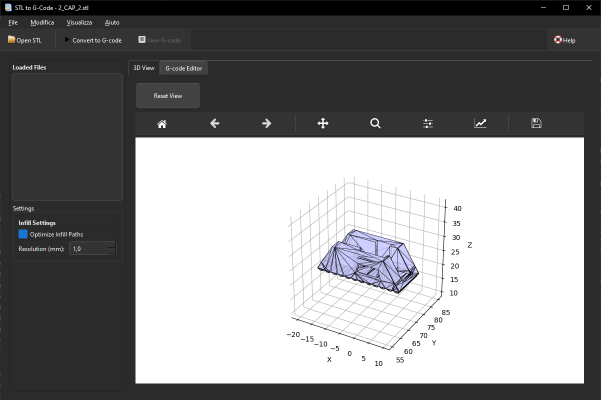 STL to G-Code - 2_CAP_2.stl
File Modifica Visualizza Aiuto
Open STL Convert to G-code View G-code Help
Loaded Files
3D View G-code Editor
Reset View
Settings
Infill Settings
Optimize Infill Paths
Resolution (mm): 1,0
40
35
30
25
20
15
10
Z
85
80
75
70
65
60
55
Y
−20
−15
−10
−5
0
5
10
X